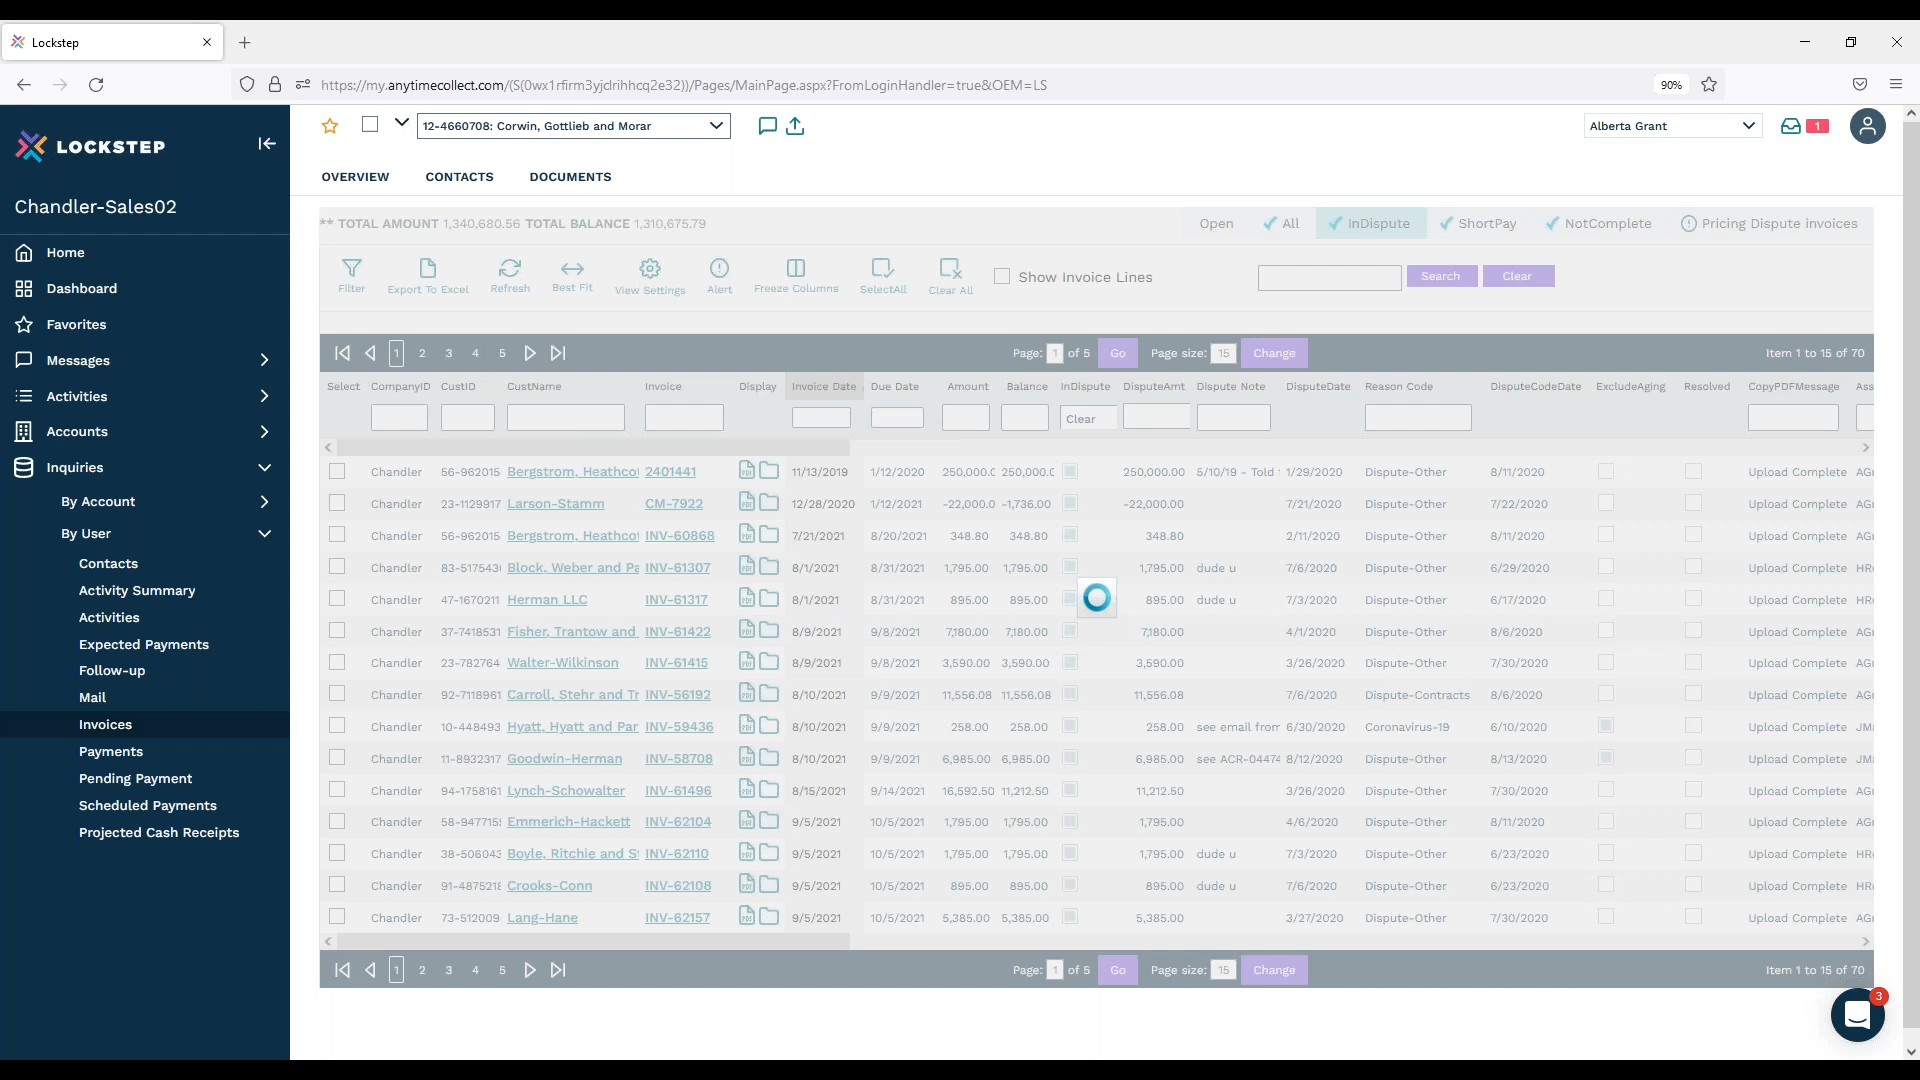 Lockstep
https://my.anytimecollect.com/(S(0wx1rfirm3yjclrihhcq2e32))/Pages/MainPage.aspx?FromLoginHandler=true&OEM=LS
90%
LOCKSTEP
12-4660708: Corwin, Gottlieb and Morar
Alberta Grant
1
OVERVIEW CONTACTS DOCUMENTS
Chandler-Sales02
Home
Dashboard
Favorites
Messages
Activities
Accounts
Inquiries
By Account
By User
Contacts
Activity Summary
Activities
Expected Payments
Follow-up
Mail
Invoices
Payments
Pending Payment
Scheduled Payments
Projected Cash Receipts
** TOTAL AMOUNT 1,340,680.56 TOTAL BALANCE 1,310,675.79
Open All InDispute ShortPay NotComplete Pricing Dispute invoices
Filter Export To Excel Refresh Best Fit View Settings Alert Freeze Columns SelectAll Clear All Show Invoice Lines Search Clear
1 2 3 4 5 Page: 1 of 5 Go Page size: 15 Change Item 1 to 15 of 70
Select CompanyID CustID CustName Invoice Display Invoice Date Due Date Amount Balance InDispute DisputeAmt Dispute Note DisputeDate Reason Code DisputeCodeDate ExcludeAging Resolved CopyPDFMessage Ass
Clear
Chandler 56-962015 Bergstrom, Heathco 2401441 11/13/2019 1/12/2020 250,000.0 250,000.0 250,000.00 5/10/19 - Told 1/29/2020 Dispute-Other 8/11/2020 Upload Complete AG
Chandler 23-1129917 Larson-Stamm CM-7922 12/28/2020 1/12/2021 -22,000.0 -1,736.00 -22,000.00 7/21/2020 Dispute-Other 7/22/2020 Upload Complete AG
Chandler 56-962015 Bergstrom, Heathco INV-60868 7/21/2021 8/20/2021 348.80 348.80 348.80 2/11/2020 Dispute-Other 8/11/2020 Upload Complete AG
Chandler 83-517543 Block, Weber and Pa INV-61307 8/1/2021 8/31/2021 1,795.00 1,795.00 1,795.00 dude u 7/6/2020 Dispute-Other 6/29/2020 Upload Complete HR
Chandler 47-1670211 Herman LLC INV-61317 8/1/2021 8/31/2021 895.00 895.00 895.00 dude u 7/3/2020 Dispute-Other 6/17/2020 Upload Complete HR
Chandler 37-7418531 Fisher, Trantow and INV-61422 8/9/2021 9/8/2021 7,180.00 7,180.00 7,180.00 4/1/2020 Dispute-Other 8/6/2020 Upload Complete AG
Chandler 23-782764 Walter-Wilkinson INV-61415 8/9/2021 9/8/2021 3,590.00 3,590.00 3,590.00 3/26/2020 Dispute-Other 7/30/2020 Upload Complete AG
Chandler 92-7118961 Carroll, Stehr and Tr INV-56192 8/10/2021 9/9/2021 11,556.08 11,556.08 11,556.08 7/6/2020 Dispute-Contracts 8/6/2020 Upload Complete AG
Chandler 10-448493 Hyatt, Hyatt and Par INV-59436 8/10/2021 9/9/2021 258.00 258.00 258.00 see email from 6/30/2020 Coronavirus-19 6/10/2020 Upload Complete JM
Chandler 11-8932317 Goodwin-Herman INV-58708 8/10/2021 9/9/2021 6,985.00 6,985.00 6,985.00 see ACR-04474 8/12/2020 Dispute-Other 8/13/2020 Upload Complete JM
Chandler 94-1758161 Lynch-Schowalter INV-61496 8/15/2021 9/14/2021 16,592.50 11,212.50 11,212.50 3/26/2020 Dispute-Other 7/30/2020 Upload Complete AG
Chandler 58-947715 Emmerich-Hackett INV-62104 9/5/2021 10/5/2021 1,795.00 1,795.00 1,795.00 4/6/2020 Dispute-Other 8/11/2020 Upload Complete AG
Chandler 38-506043 Boyle, Ritchie and S INV-62110 9/5/2021 10/5/2021 1,795.00 1,795.00 1,795.00 dude u 7/3/2020 Dispute-Other 6/23/2020 Upload Complete HR
Chandler 91-4875218 Crooks-Conn INV-62108 9/5/2021 10/5/2021 895.00 895.00 895.00 dude u 7/6/2020 Dispute-Other 6/23/2020 Upload Complete HR
Chandler 73-512009 Lang-Hane INV-62157 9/5/2021 10/5/2021 5,385.00 5,385.00 5,385.00 3/27/2020 Dispute-Other 7/30/2020 Upload Complete AG
1 2 3 4 5 Page: 1 of 5 Go Page size: 15 Change Item 1 to 15 of 70
3